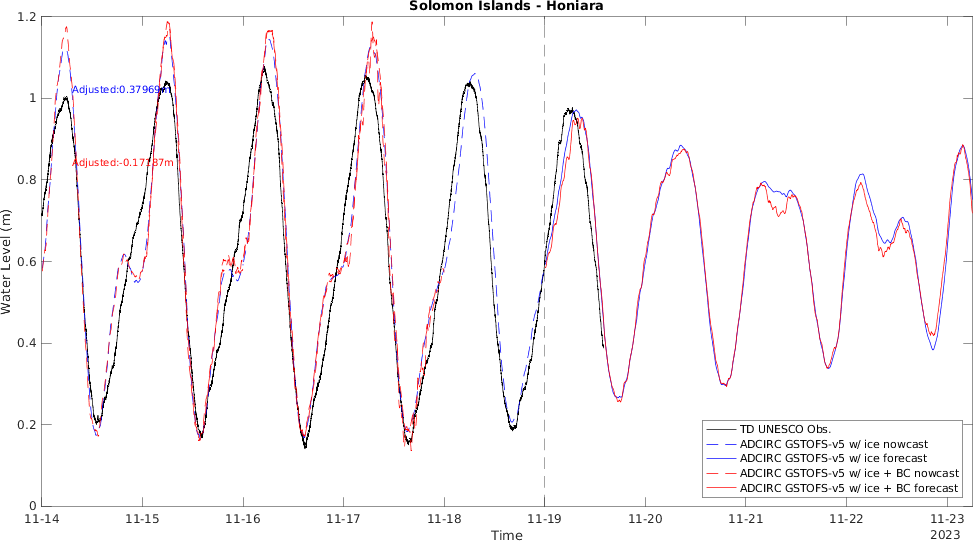 Solomon Islands - Honiara
1.2
1
0.8
0.6
0.4
0.2
0
Water Level (m)
Adjusted:0.37969m
Adjusted:-0.17187m
TD UNESCO Obs.
ADCIRC GSTOFS-v5 w/ ice nowcast
ADCIRC GSTOFS-v5 w/ ice forecast
ADCIRC GSTOFS-v5 w/ ice + BC nowcast
ADCIRC GSTOFS-v5 w/ ice + BC forecast
11-14 11-15 11-16 11-17 11-18 11-19 11-20 11-21 11-22 11-23
2023
Time